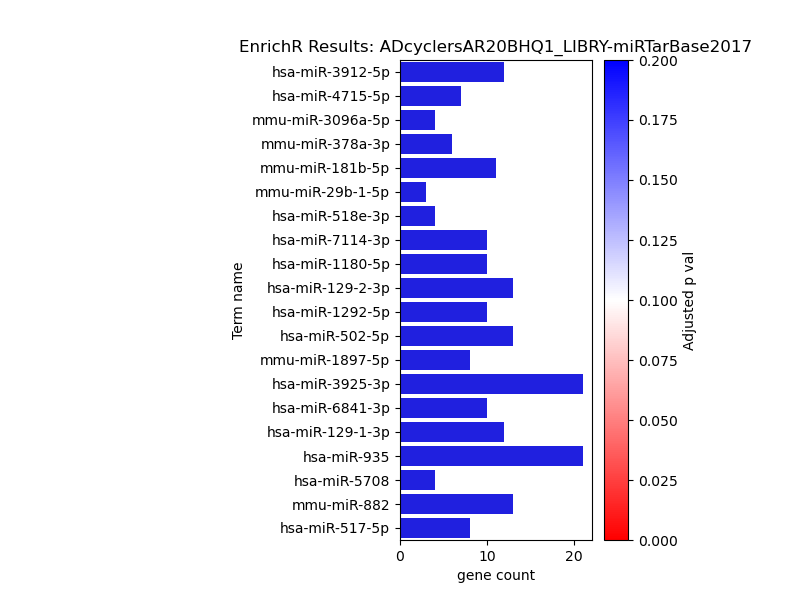 EnrichR Results: ADcyclersAR20BHQ1_LIBRY-miRTarBase2017
hsa-miR-3912-5p
hsa-miR-4715-5p
mmu-miR-3096a-5p
mmu-miR-378a-3p
mmu-miR-181b-5p
mmu-miR-29b-1-5p
hsa-miR-518e-3p
hsa-miR-7114-3p
hsa-miR-1180-5p
hsa-miR-129-2-3p
hsa-miR-1292-5p
hsa-miR-502-5p
mmu-miR-1897-5p
hsa-miR-3925-3p
hsa-miR-6841-3p
hsa-miR-129-1-3p
hsa-miR-935
hsa-miR-5708
mmu-miR-882
hsa-miR-517-5p
Term name
0 10 20
gene count
0.200
0.175
0.150
0.125
0.100
0.075
0.050
0.025
0.000
Adjusted p val